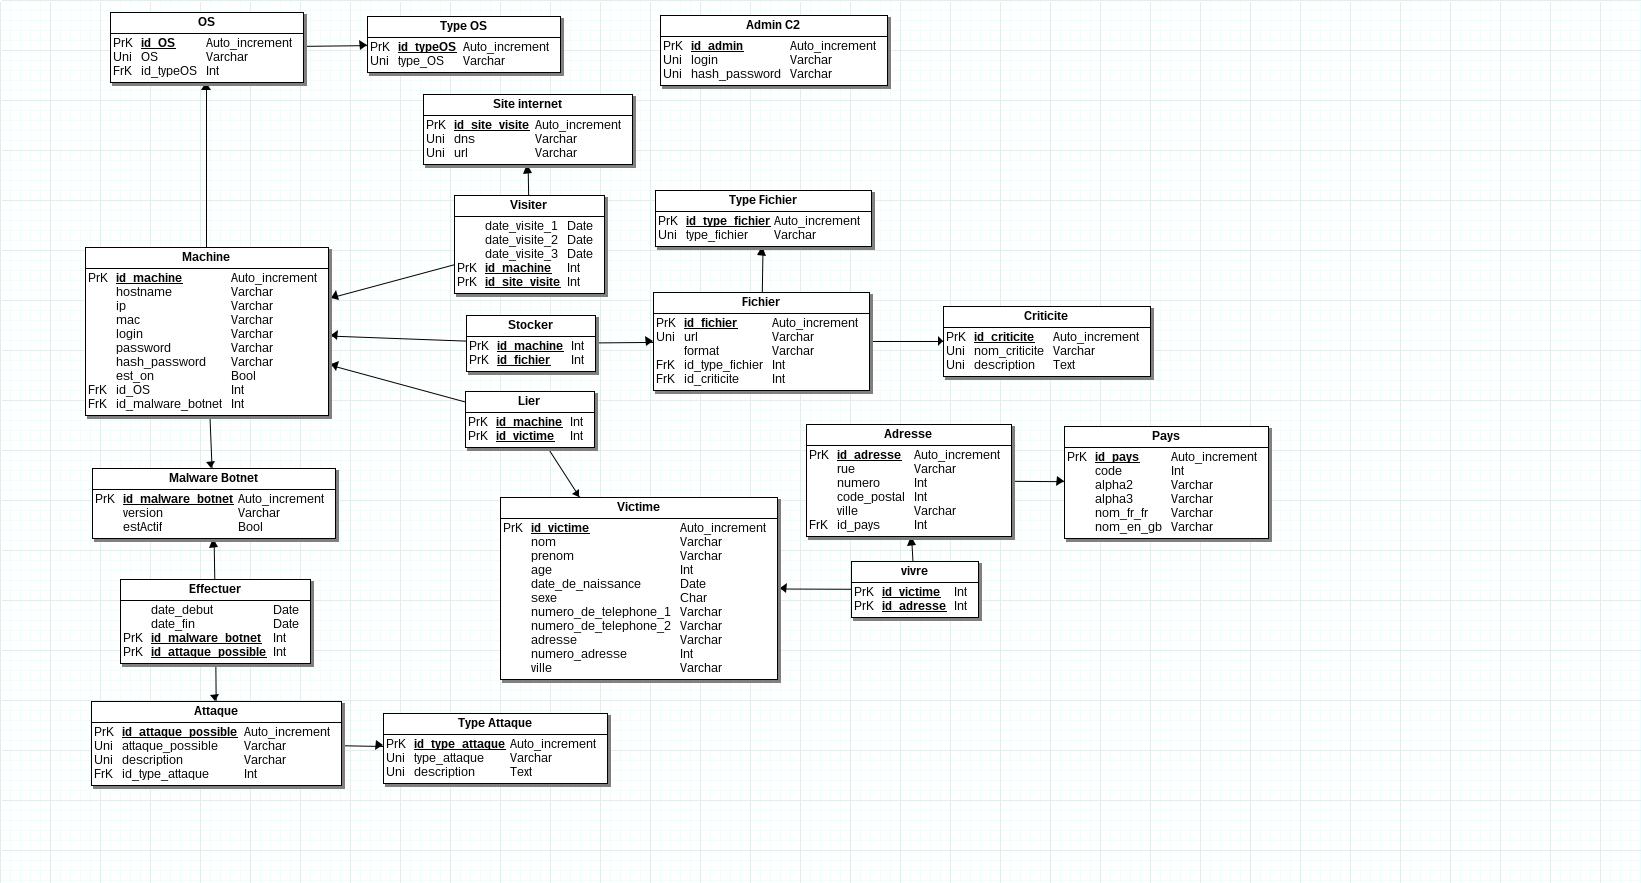 OS
PrK id_OS Auto_increment
Uni OS Varchar
FrK id_typeOS Int
Type OS
PrK id_typeOS Auto_increment
Uni type_OS Varchar
Admin C2
PrK id_admin Auto_increment
Uni login Varchar
Uni hash_password Varchar
Site internet
PrK id_site_visite Auto_increment
Uni dns Varchar
Uni url Varchar
Visiter
date_visite_1 Date
date_visite_2 Date
date_visite_3 Date
PrK id_machine Int
PrK id_site_visite Int
Type Fichier
PrK id_type_fichier Auto_increment
Uni type_fichier Varchar
Machine
PrK id_machine Auto_increment
hostname Varchar
ip Varchar
mac Varchar
login Varchar
password Varchar
hash_password Varchar
est_on Bool
FrK id_OS Int
FrK id_malware_botnet Int
Stocker
PrK id_machine Int
PrK id_fichier Int
Fichier
PrK id_fichier Auto_increment
Uni url Varchar
format Varchar
FrK id_type_fichier Int
FrK id_criticite Int
Criticite
PrK id_criticite Auto_increment
Uni nom_criticite Varchar
Uni description Text
Lier
PrK id_machine Int
PrK id_victime Int
Adresse
PrK id_adresse Auto_increment
rue Varchar
numero Int
code_postal Int
ville Varchar
FrK id_pays Int
Pays
PrK id_pays Auto_increment
code Int
alpha2 Varchar
alpha3 Varchar
nom_fr_fr Varchar
nom_en_gb Varchar
Malware Botnet
PrK id_malware_botnet Auto_increment
version Varchar
estActif Bool
Victime
PrK id_victime Auto_increment
nom Varchar
prenom Varchar
age Int
date_de_naissance Date
sexe Char
numero_de_telephone_1 Varchar
numero_de_telephone_2 Varchar
adresse Varchar
numero_adresse Int
ville Varchar
vivre
PrK id_victime Int
PrK id_adresse Int
Effectuer
date_debut Date
date_fin Date
PrK id_malware_botnet Int
PrK id_attaque_possible Int
Attaque
PrK id_attaque_possible Auto_increment
Uni attaque_possible Varchar
Uni description Varchar
FrK id_type_attaque Int
Type Attaque
PrK id_type_attaque Auto_increment
Uni type_attaque Varchar
Uni description Text